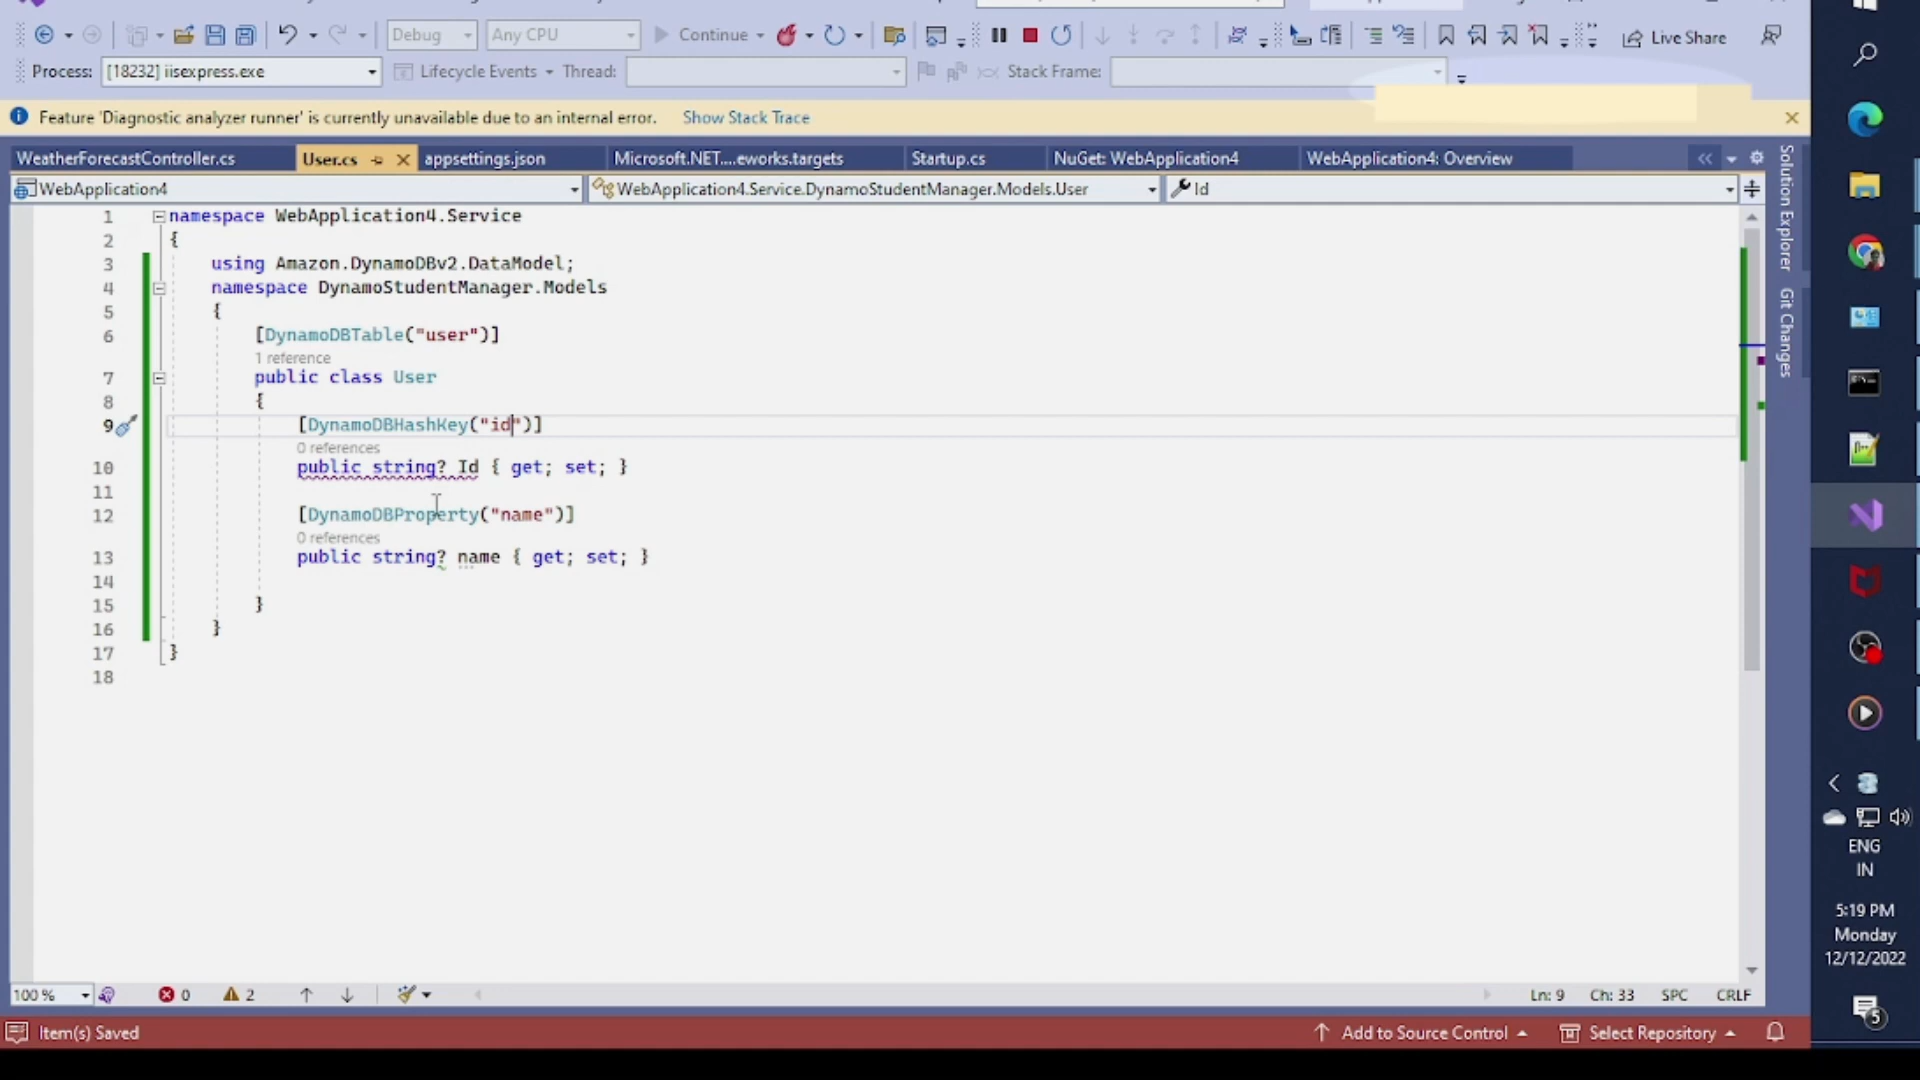 Debug Any CPU Continue Live Share
Process: [18232] iisexpress.exe Lifecycle Events Thread: Stack Frame:
Feature 'Diagnostic analyzer runner' is currently unavailable due to an internal error. Show Stack Trace
WeatherForecastController.cs User.cs appsettings.json Microsoft.NET....eworks.targets Startup.cs NuGet: WebApplication4 WebApplication4: Overview
WebApplication4 WebApplication4.Service.DynamoStudentManager.Models.User Id
Solution Explorer
Git Changes
1 namespace WebApplication4.Service
2 {
3 using Amazon.DynamoDBv2.DataModel;
4 namespace DynamoStudentManager.Models
5 {
6 [DynamoDBTable("user")]
1 reference
7 public class User
8 {
9 [DynamoDBHashKey("id")]
0 references
10 public string? Id { get; set; }
11
12 [DynamoDBProperty("name")]
0 references
13 public string? name { get; set; }
14
15 }
16 }
17 }
18
100 % 0 2 Ln: 9 Ch: 33 SPC CRLF
Item(s) Saved Add to Source Control Select Repository
ENG
IN
5:19 PM
Monday
12/12/2022
5